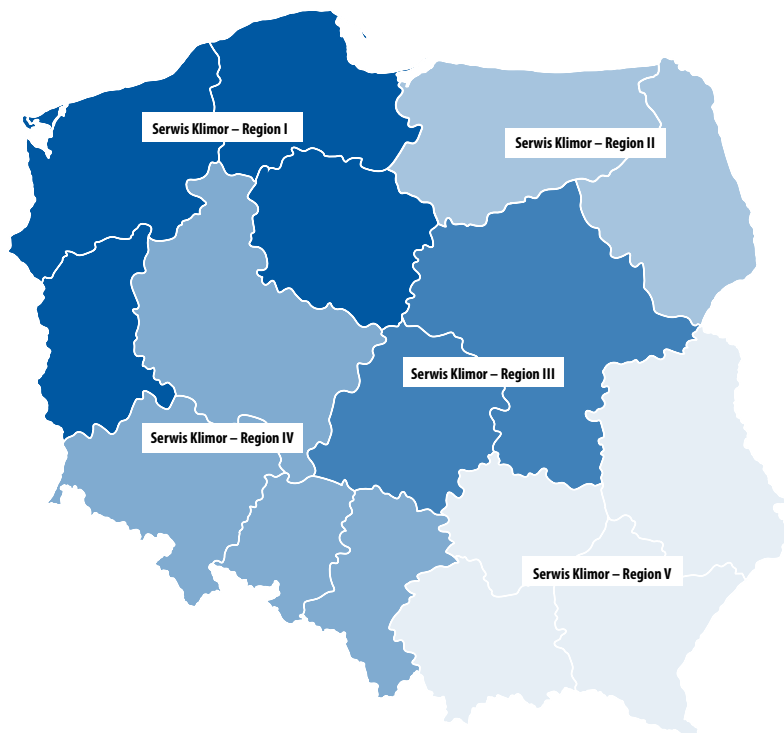 Serwis Klimor – Region I
Serwis Klimor – Region II
Serwis Klimor – Region III
Serwis Klimor – Region IV
Serwis Klimor – Region V